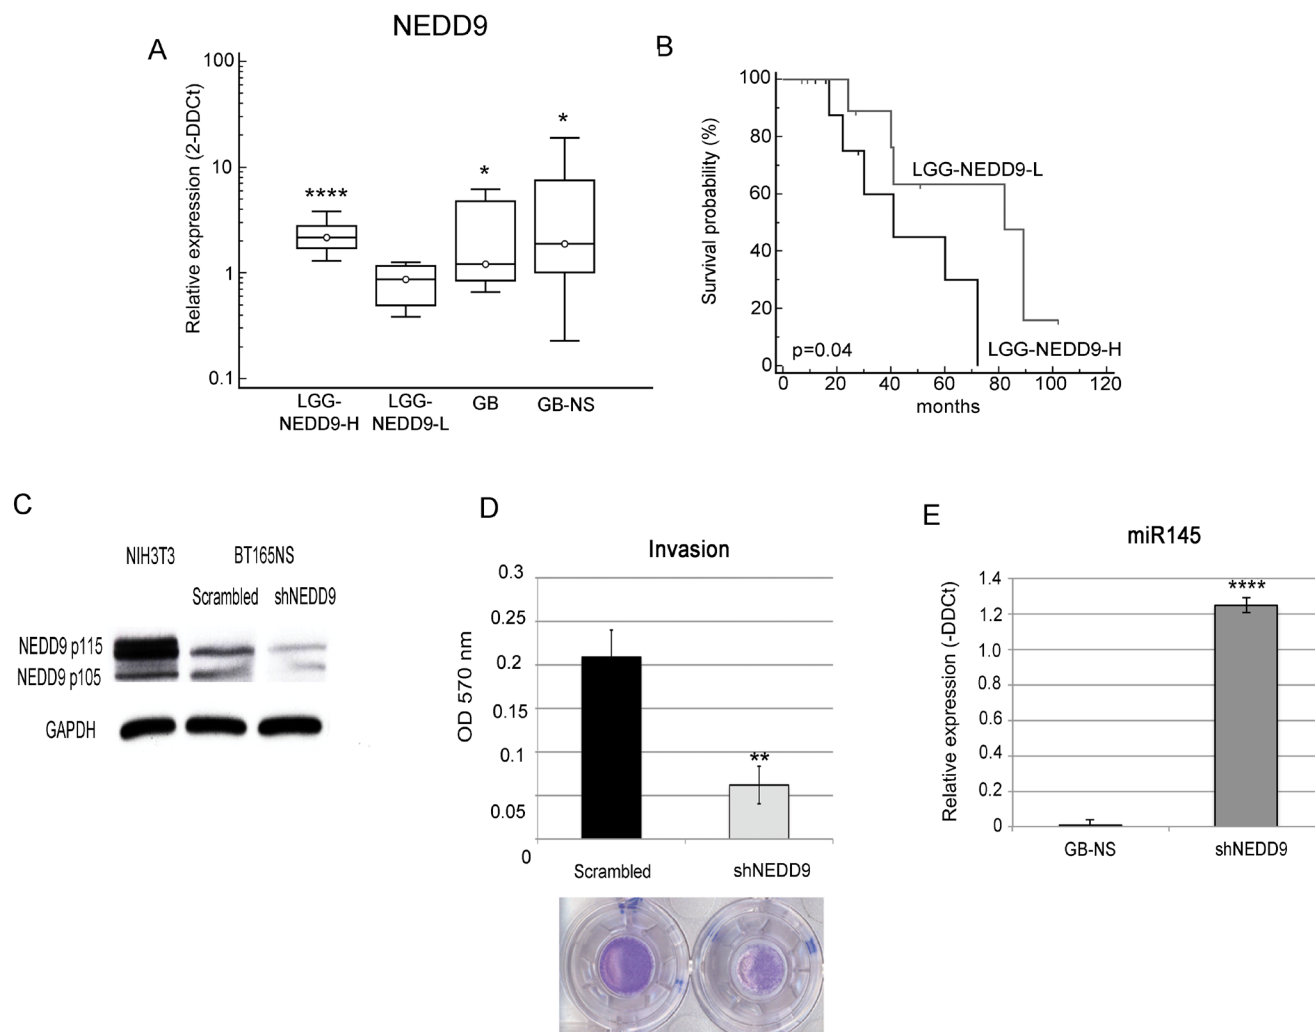 NEDD9
A
Relative expression (2-DDCt)
100
10
1
0.1
****
*
*
LGG-
NEDD9-H
LGG-
NEDD9-L
GB
GB-NS
B
Survival probability (%)
100
80
60
40
20
0
LGG-NEDD9-L
LGG-NEDD9-H
p=0.04
0 20 40 60 80 100 120
months
C
NIH3T3 BT165NS
Scrambled shNEDD9
NEDD9 p115
NEDD9 p105
GAPDH
D
Invasion
OD 570 nm
0.3
0.25
0.2
0.15
0.1
0.05
0
**
Scrambled shNEDD9
E
miR145
Relative expression (-DDCt)
1.4
1.2
1.0
0.8
0.6
0.4
0.2
0
****
GB-NS shNEDD9